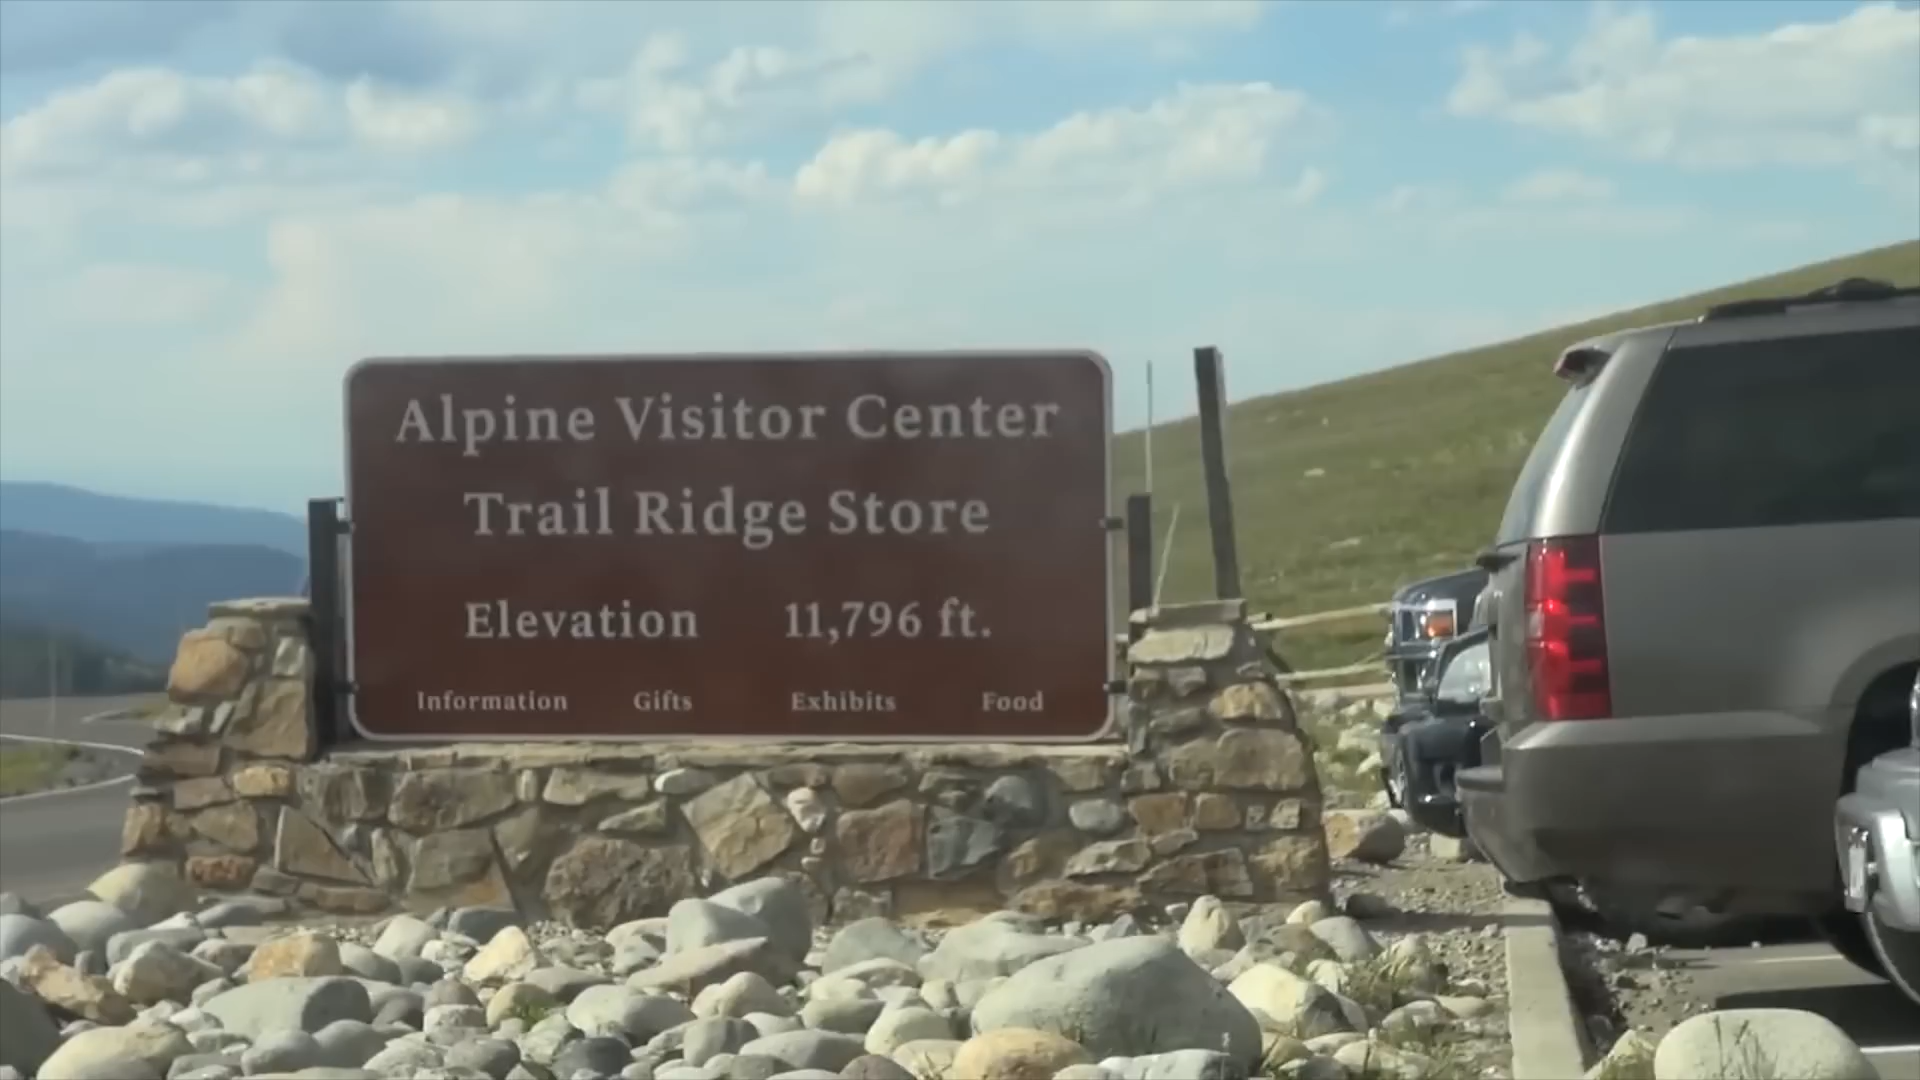 Alpine Visitor Center
Trail Ridge Store
Elevation 11,796 ft.
Information Gifts Exhibits Food